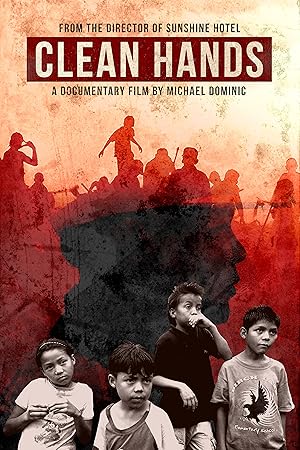 FROM THE DIRECTOR OF SUNSHINE HOTEL
CLEAN HANDS
A DOCUMENTARY FILM BY MICHAEL DOMINIC